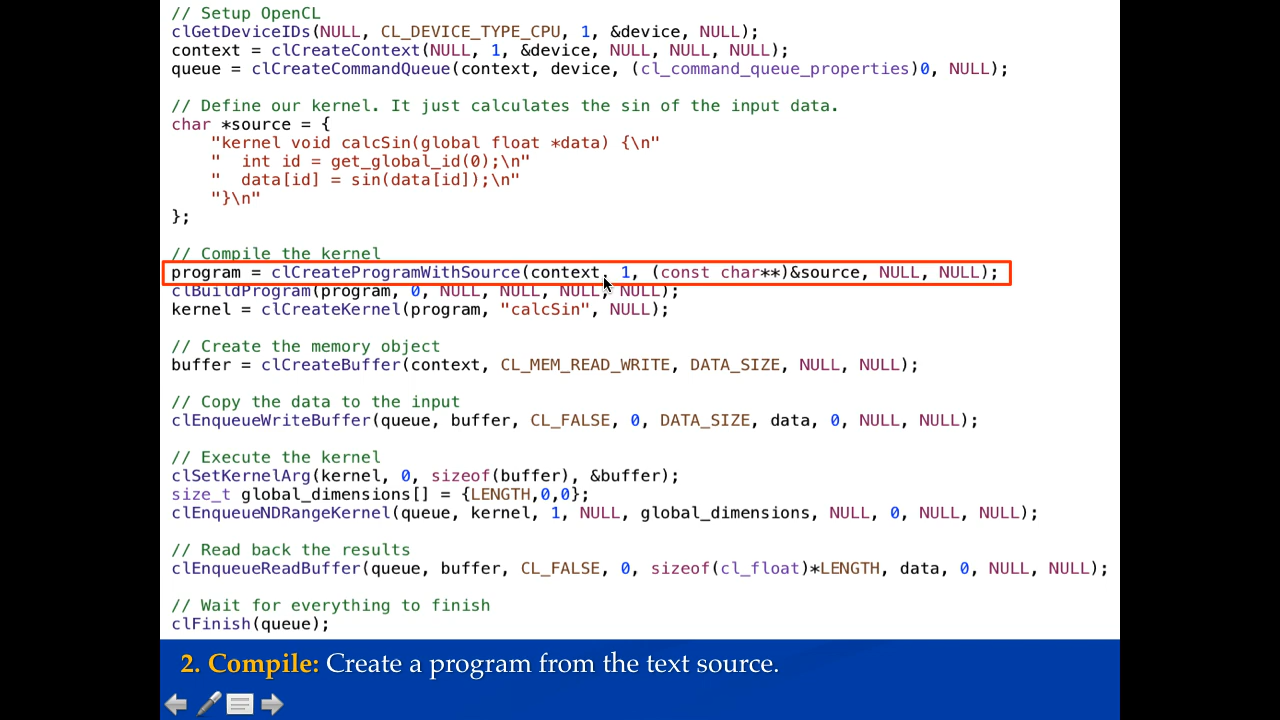 // Setup OpenCL
clGetDeviceIDs(NULL, CL_DEVICE_TYPE_CPU, 1, &device, NULL);
context = clCreateContext(NULL, 1, &device, NULL, NULL, NULL);
queue = clCreateCommandQueue(context, device, (cl_command_queue_properties)0, NULL);
// Define our kernel. It just calculates the sin of the input data.
char *source = {
"kernel void calcSin(global float *data) {\n"
"  int id = get_global_id(0);\n"
"  data[id] = sin(data[id]);\n"
"}\n"
};
// Compile the kernel
program = clCreateProgramWithSource(context, 1, (const char**)&source, NULL, NULL);
clBuildProgram(program, 0, NULL, NULL, NULL, NULL);
kernel = clCreateKernel(program, "calcSin", NULL);
// Create the memory object
buffer = clCreateBuffer(context, CL_MEM_READ_WRITE, DATA_SIZE, NULL, NULL);
// Copy the data to the input
clEnqueueWriteBuffer(queue, buffer, CL_FALSE, 0, DATA_SIZE, data, 0, NULL, NULL);
// Execute the kernel
clSetKernelArg(kernel, 0, sizeof(buffer), &buffer);
size_t global_dimensions[] = {LENGTH,0,0};
clEnqueueNDRangeKernel(queue, kernel, 1, NULL, global_dimensions, NULL, 0, NULL, NULL);
// Read back the results
clEnqueueReadBuffer(queue, buffer, CL_FALSE, 0, sizeof(cl_float)*LENGTH, data, 0, NULL, NULL);
// Wait for everything to finish
clFinish(queue);
2. Compile: Create a program from the text source.